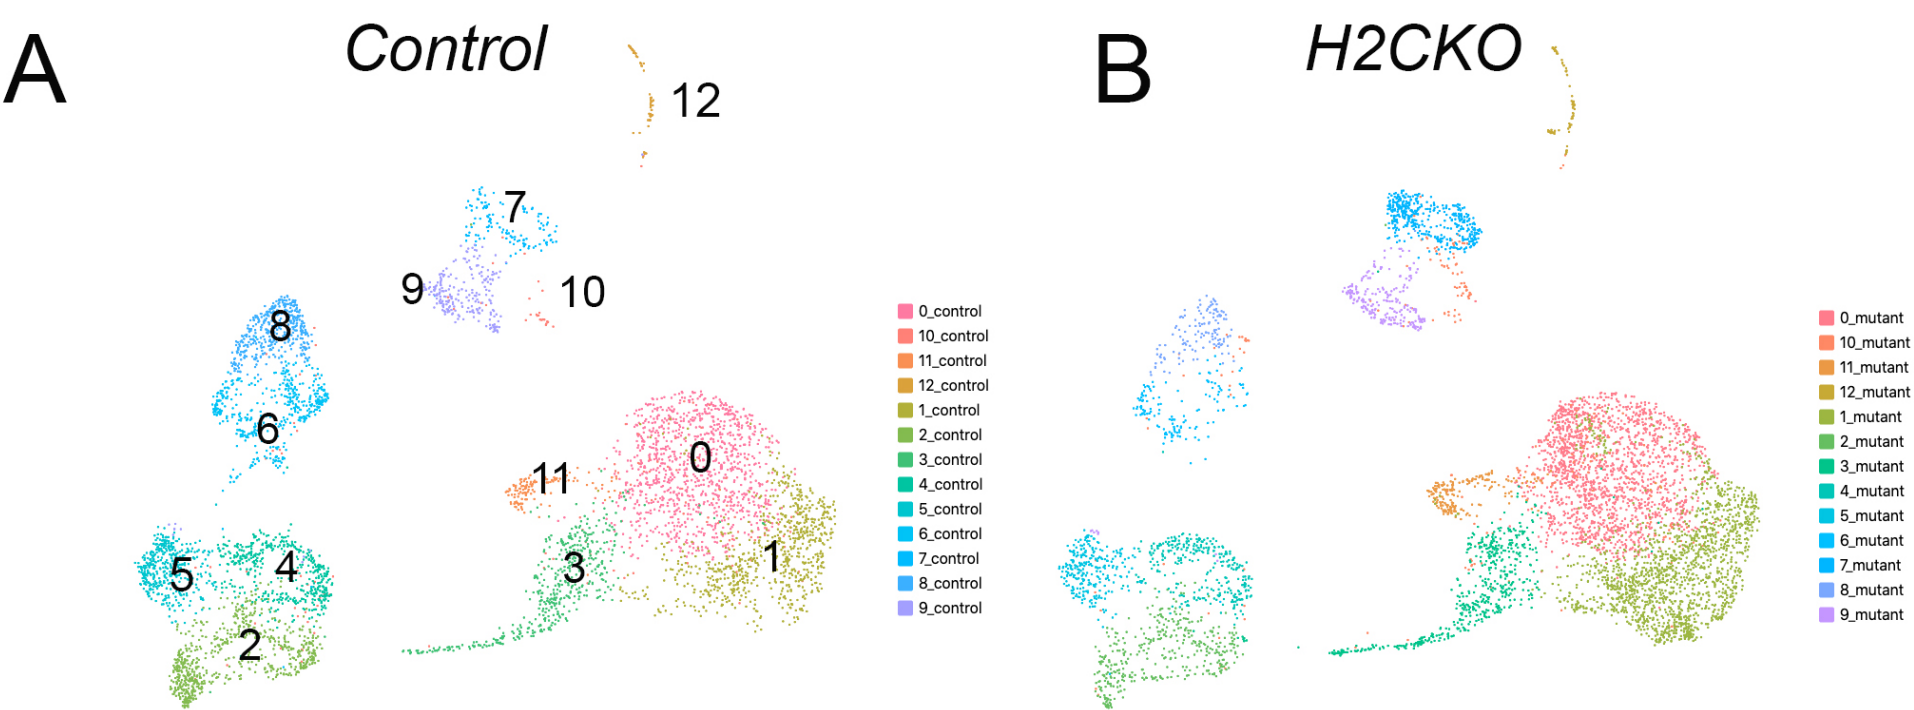 A
Control
12
7
9
10
8
6
11
0
5
4
3
1
2
0_control
10_control
11_control
12_control
1_control
2_control
3_control
4_control
5_control
6_control
7_control
8_control
9_control
B
H2CKO
0_mutant
10_mutant
11_mutant
12_mutant
1_mutant
2_mutant
3_mutant
4_mutant
5_mutant
6_mutant
7_mutant
8_mutant
9_mutant